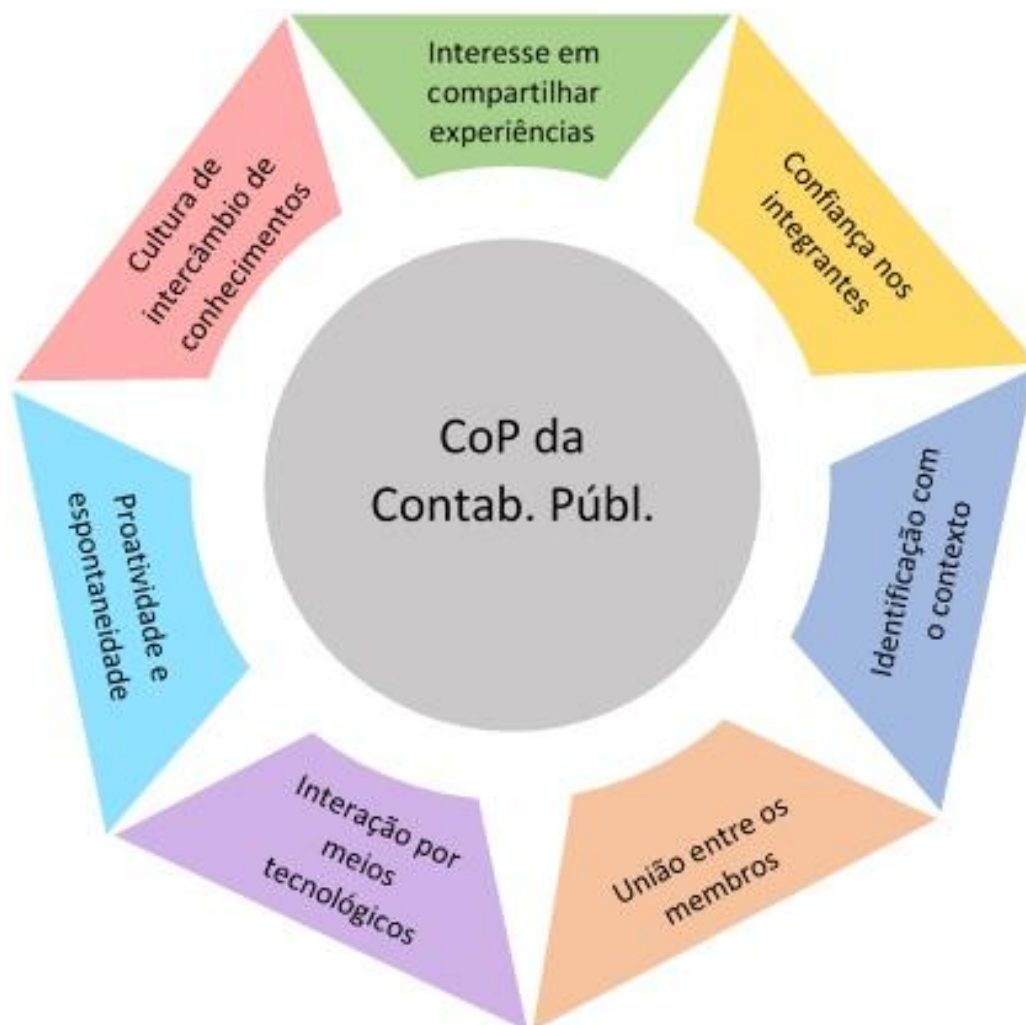 Interesse em
compartilhar
experiências
Confiança nos
integrantes
Identificação com
o contexto
União entre os
membros
Interação por
meios
tecnológicos
Proatividade e
espontaneidade
Cultura de
intercâmbio de
conhecimentos
CoP da
Contab. Públ.